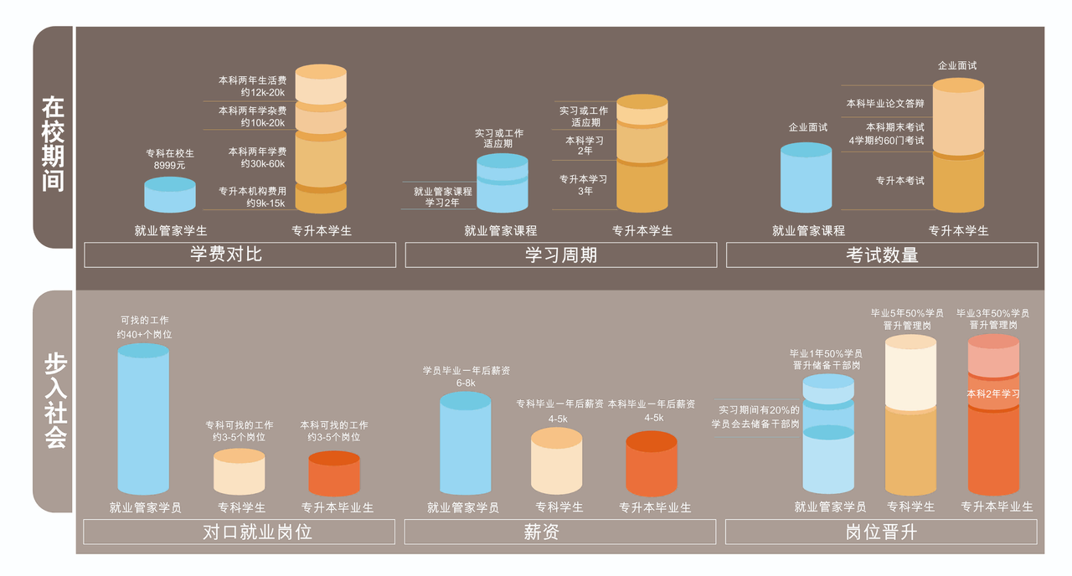 在校期间
本科两年生活费
约12k-20k
本科两年学杂费
约10k-20k
本科两年学费
约30k-60k
专升本机构费用
约9k-15k
专科在校生
8999元
就业管家学生
专升本学生
学费对比
实习或工作
适应期
就业管家课程
学习2年
实习或工作
适应期
本科学习
2年
专升本学习
3年
就业管家课程
专升本学生
学习周期
企业面试
企业面试
本科毕业论文答辩
本科期末考试
4学期约60门考试
专升本考试
就业管家课程
专升本学生
考试数量
步入社会
可找的工作
约40+个岗位
专科可找的工作
约3-5个岗位
本科可找的工作
约3-5个岗位
就业管家学员
专科学生
专升本毕业生
对口就业岗位
学员毕业一年后薪资
6-8k
专科毕业一年后薪资
4-5k
本科毕业一年后薪资
4-5k
就业管家学员
专科学生
专升本毕业生
薪资
毕业1年50%学员
晋升储备干部岗
实习期间有20%的
学员会去储备干部岗
毕业5年50%学员
晋升管理岗
毕业3年50%学员
晋升管理岗
本科2年学习
就业管家学员
专科学生
专升本毕业生
岗位晋升